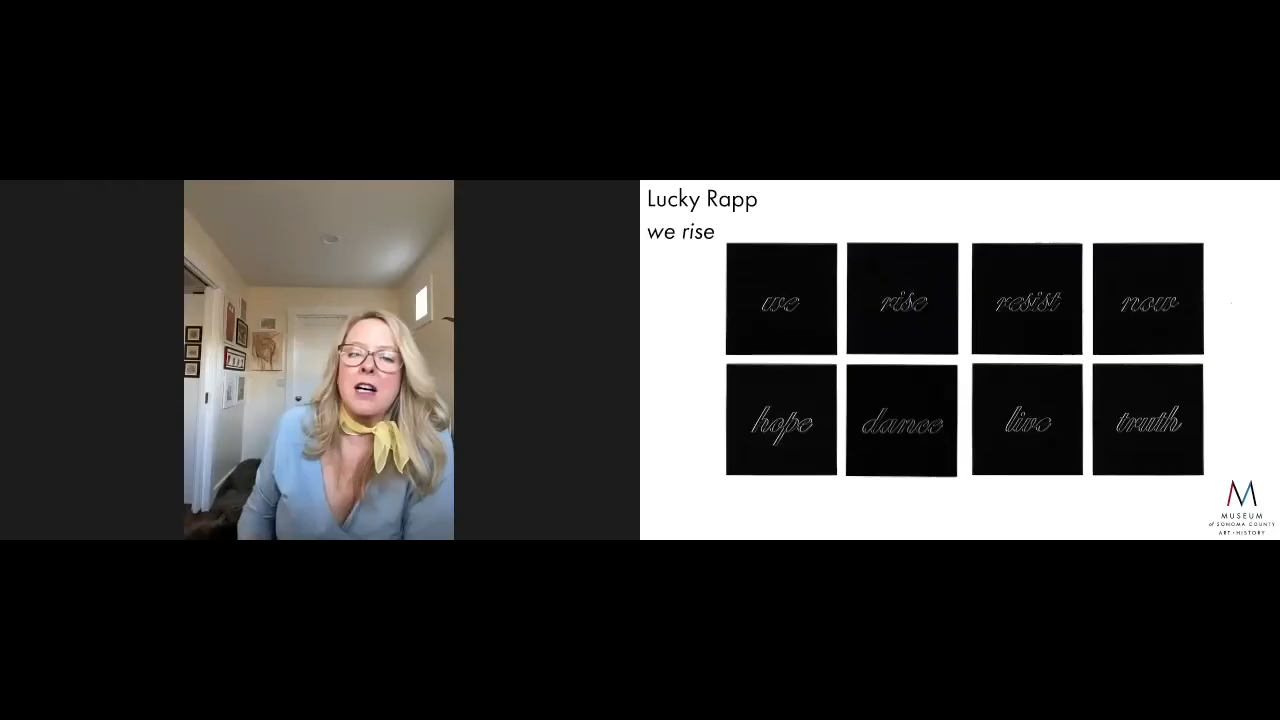 Lucky Rapp
we rise
we rise resist now
hope dance live truth
M
MUSEUM
of SONOMA COUNTY
ART • HISTORY